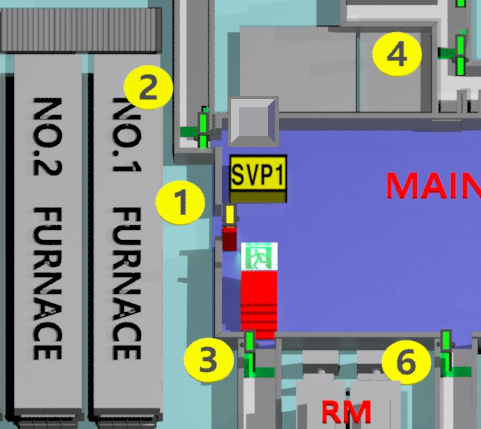 4
2
NO.2 FURNACE
NO.1 FURNACE
SVP1
1
MAIN
3
6
RM